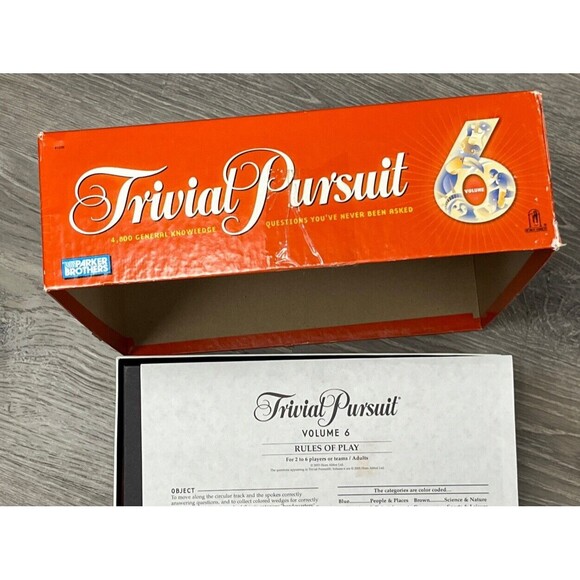 Trivial Pursuit
6
VOLUME
4,800 GENERAL KNOWLEDGE QUESTIONS YOU'VE NEVER BEEN ASKED
PARKER
BROTHERS
Trivial Pursuit
VOLUME 6
RULES OF PLAY
For 2 to 6 players or teams / Adults
OBJECT
To move along the circular track and the spokes correctly
answering questions, and to collect colored wedges for correctly
The categories are color coded...
Blue........People & Places Brown.........Science & Nature